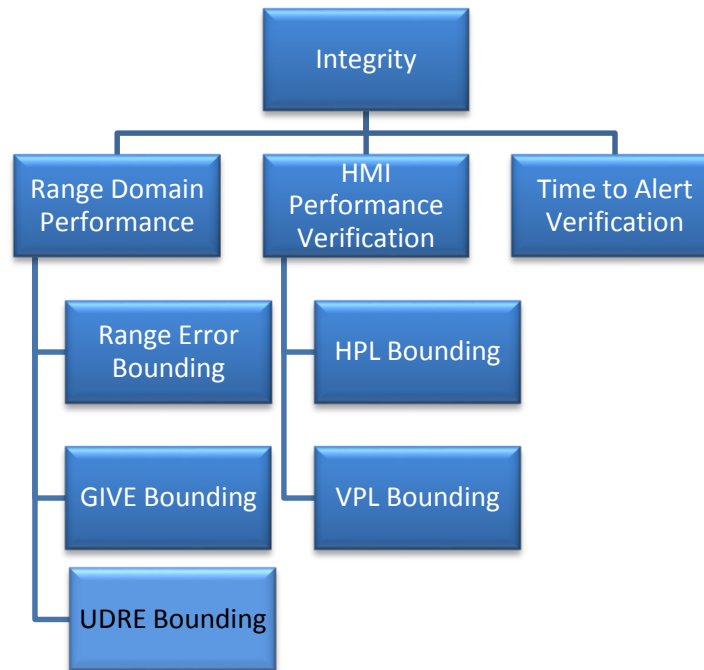 Integrity
Range Domain
Performance
HMI
Performance
Verification
Time to Alert
Verification
Range Error
Bounding
HPL Bounding
GIVE Bounding
VPL Bounding
UDRE Bounding